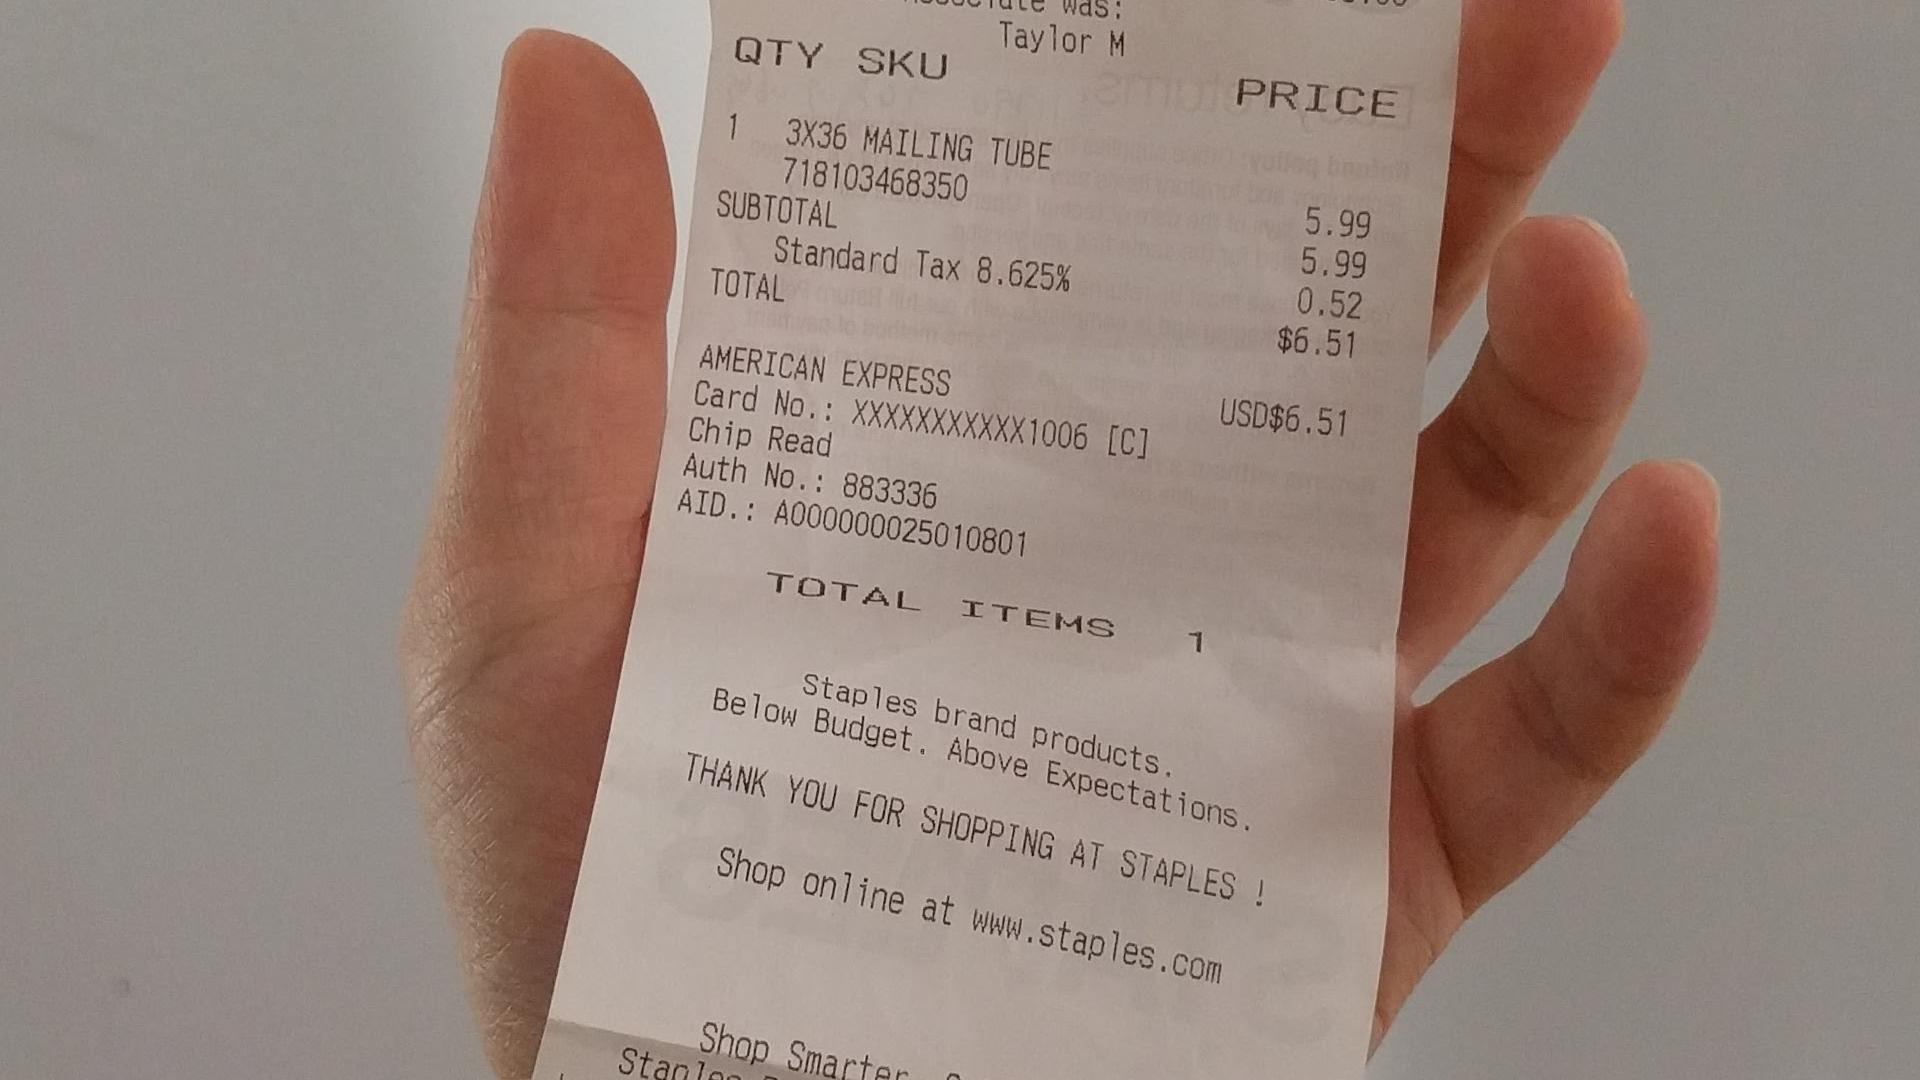 was:
Taylor M
QTY SKU PRICE
1 3X36 MAILING TUBE
718103468350 5.99
SUBTOTAL 5.99
Standard Tax 8.625% 0.52
TOTAL $6.51
AMERICAN EXPRESS USD$6.51
Card No.: XXXXXXXXXXX1006 [C]
Chip Read
Auth No.: 883336
AID.: A000000025010801
TOTAL ITEMS 1
Staples brand products.
Below Budget. Above Expectations.
THANK YOU FOR SHOPPING AT STAPLES !
Shop online at www.staples.com
Shop Smarter.
Staples